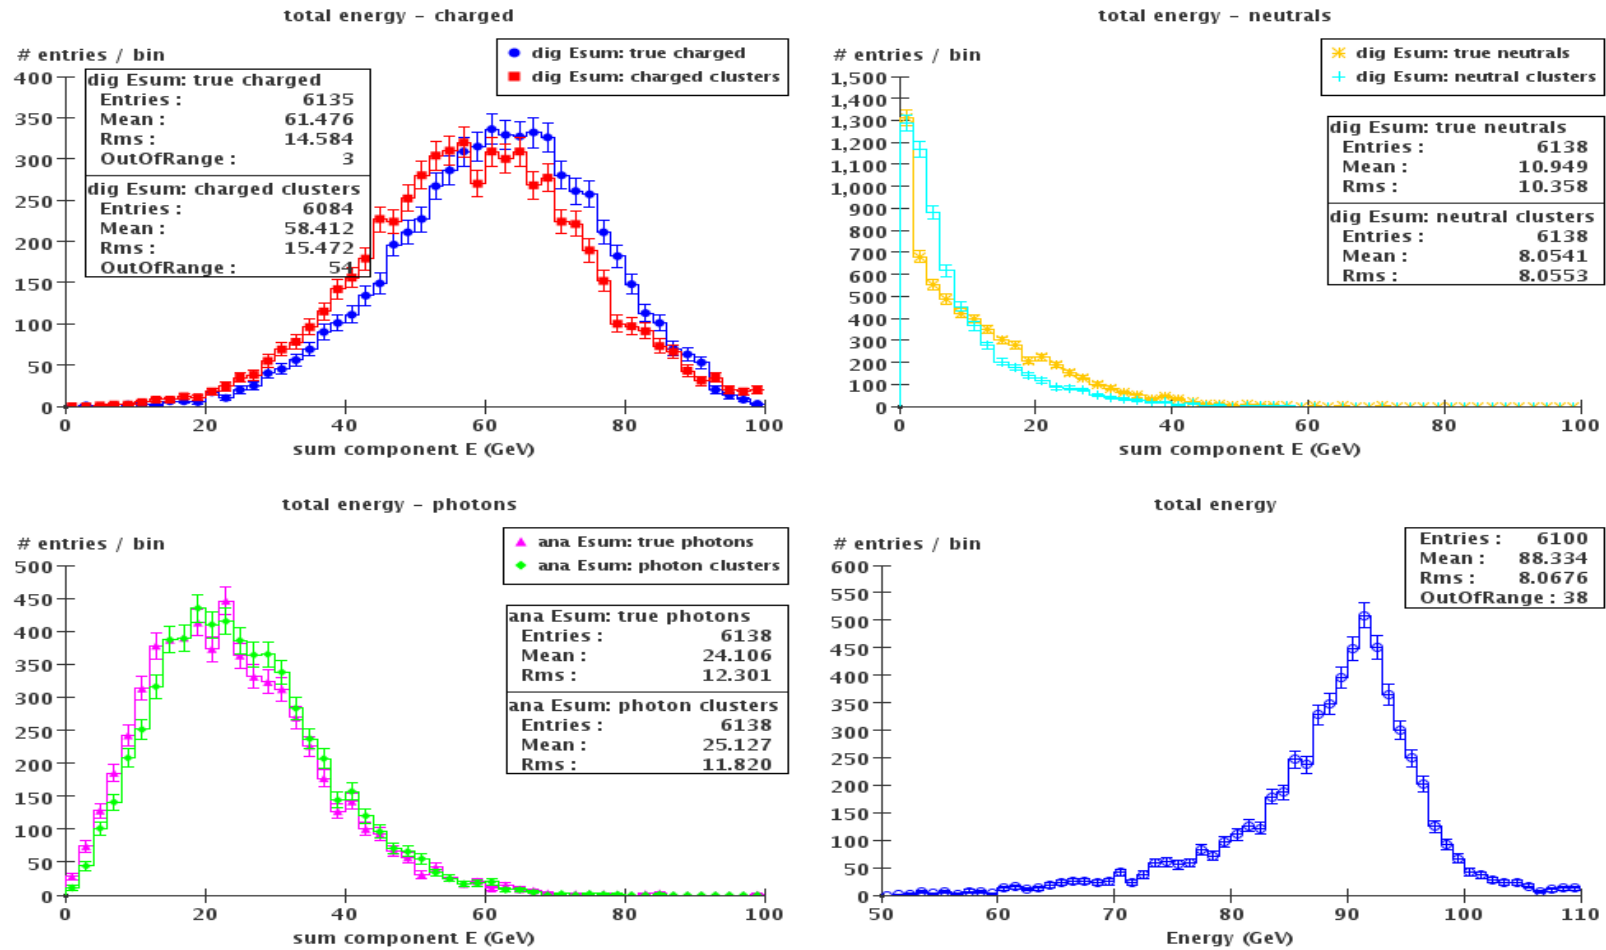 total energy – charged
# entries / bin
dig Esum: true charged
dig Esum: charged clusters
dig Esum: true charged
Entries : 6135
Mean : 61.476
Rms : 14.584
OutOfRange : 3
dig Esum: charged clusters
Entries : 6084
Mean : 58.412
Rms : 15.472
OutOfRange : 54
400
350
300
250
200
150
100
50
0
0 20 40 60 80 100
sum component E (GeV)
total energy – neutrals
# entries / bin
dig Esum: true neutrals
dig Esum: neutral clusters
dig Esum: true neutrals
Entries : 6138
Mean : 10.949
Rms : 10.358
dig Esum: neutral clusters
Entries : 6138
Mean : 8.0541
Rms : 8.0553
1,500
1,400
1,300
1,200
1,100
1,000
900
800
700
600
500
400
300
200
100
0
0 20 40 60 80 100
sum component E (GeV)
total energy – photons
# entries / bin
ana Esum: true photons
ana Esum: photon clusters
ana Esum: true photons
Entries : 6138
Mean : 24.106
Rms : 12.301
ana Esum: photon clusters
Entries : 6138
Mean : 25.127
Rms : 11.820
500
450
400
350
300
250
200
150
100
50
0
0 20 40 60 80 100
sum component E (GeV)
total energy
# entries / bin
Entries : 6100
Mean : 88.334
Rms : 8.0676
OutOfRange : 38
600
550
500
450
400
350
300
250
200
150
100
50
0
50 60 70 80 90 100 110
Energy (GeV)